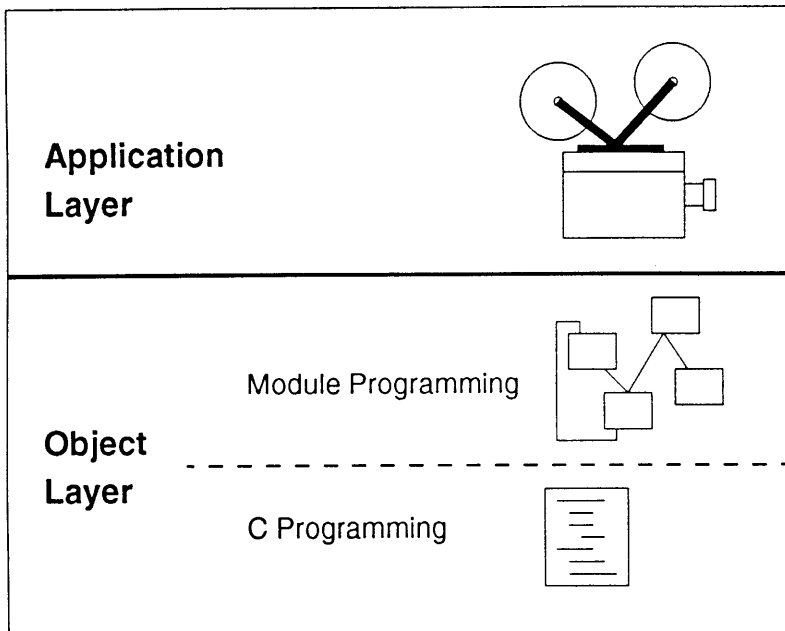 Application
Layer
Module Programming
Object
Layer
C Programming